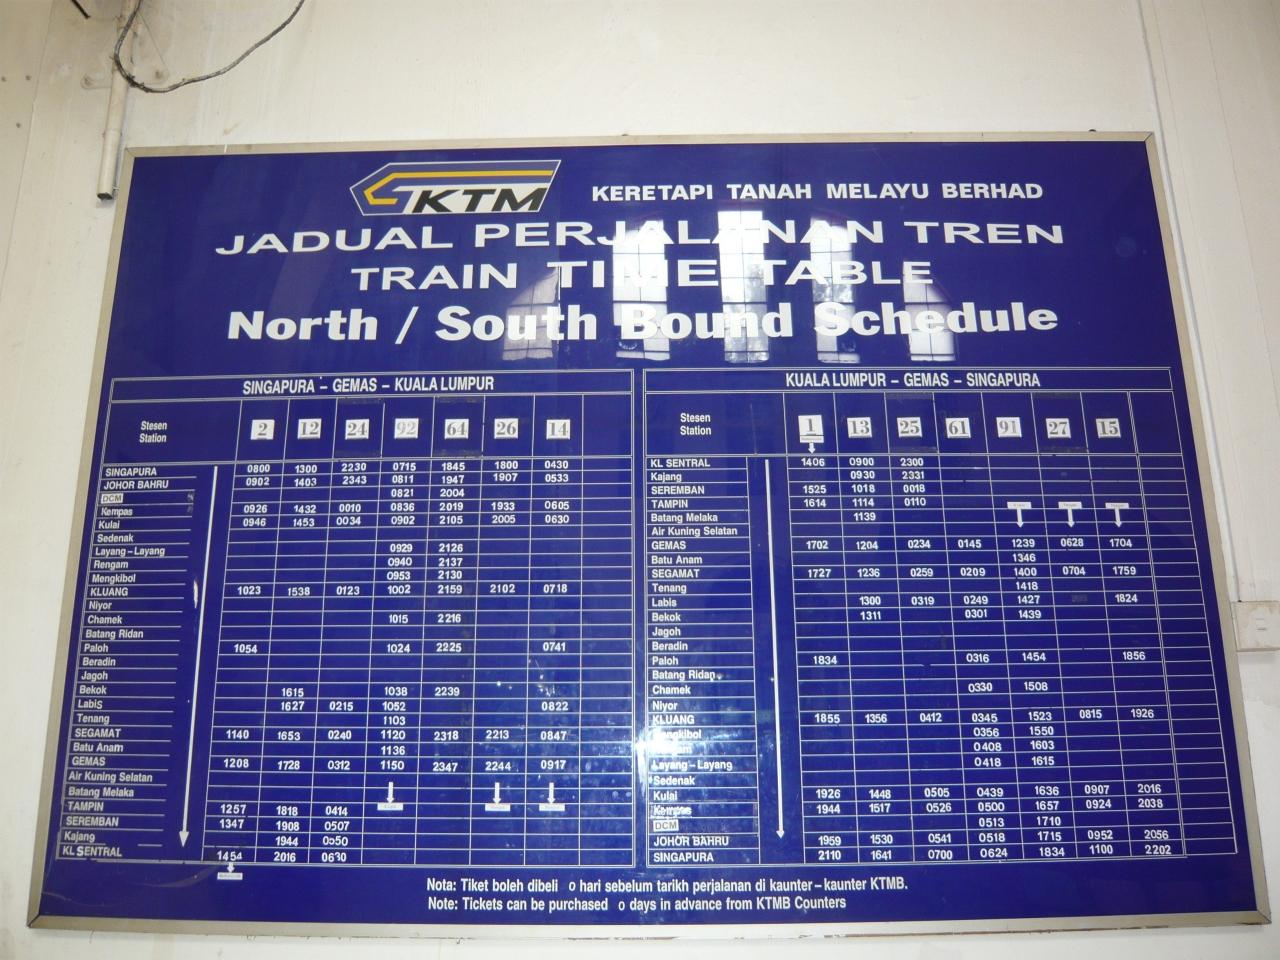 KTM
KERETAPI TANAH MELAYU BERHAD
JADUAL PERJALANAN TREN
TRAIN TIME TABLE
North / South Bound Schedule
SINGAPURA - GEMAS - KUALA LUMPUR
Stesen Station 2 12 24 92 64 26 14
SINGAPURA 0800 1300 2230 0715 1845 1800 0430
JOHOR BAHRU 0902 1403 2343 0811 1947 1907 0533
DCM 0821 2004
Kempas 0926 1432 0010 0836 2019 1933 0605
Kulai 0946 1453 0034 0902 2105 2005 0630
Sedenak
Layang-Layang 0929 2126
Rengam 0940 2137
Mengkibol 0953 2130
KLUANG 1023 1538 0123 1002 2159 2102 0718
Niyor
Chamek 1015 2216
Batang Ridan
Paloh 1054 1024 2225 0741
Beradin
Jagoh
Bekok 1615 1038 2239
Labis 1627 0215 1052 0822
Tenang 1103
SEGAMAT 1140 1653 0240 1120 2318 2213 0847
Batu Anam 1136
GEMAS 1208 1728 0312 1150 2347 2244 0917
Air Kuning Selatan
Batang Melaka
TAMPIN 1257 1818 0414
SEREMBAN 1347 1908 0507
Kajang 1944 0550
KL SENTRAL 1454 2016 0630
KUALA LUMPUR - GEMAS - SINGAPURA
Stesen Station 1 13 25 61 91 27 15
KL SENTRAL 1406 0900 2300
Kajang 0930 2331
SEREMBAN 1525 1018 0018
TAMPIN 1614 1114 0110
Batang Melaka 1139
Air Kuning Selatan
GEMAS 1702 1204 0234 0145 1239 0628 1704
Batu Anam 1346
SEGAMAT 1727 1236 0259 0209 1400 0704 1759
Tenang 1418
Labis 1300 0319 0249 1427 1824
Bekok 1311 0301 1439
Jagoh
Beradin
Paloh 1834 0316 1454 1856
Batang Ridan
Chamek 0330 1508
Niyor
KLUANG 1855 1356 0412 0345 1523 0815 1926
Mengkibol 0356 1550
0408 1603
Layang-Layang 0418 1615
Sedenak
Kulai 1926 1448 0505 0439 1636 0907 2016
Kempas 1944 1517 0526 0500 1657 0924 2038
DCM 0513 1710
JOHOR BAHRU 1959 1530 0541 0518 1715 0952 2056
SINGAPURA 2110 1641 0700 0624 1834 1100 2202
Nota: Tiket boleh dibeli o hari sebelum tarikh perjalanan di kaunter-kaunter KTMB.
Note: Tickets can be purchased o days in advance from KTMB Counters